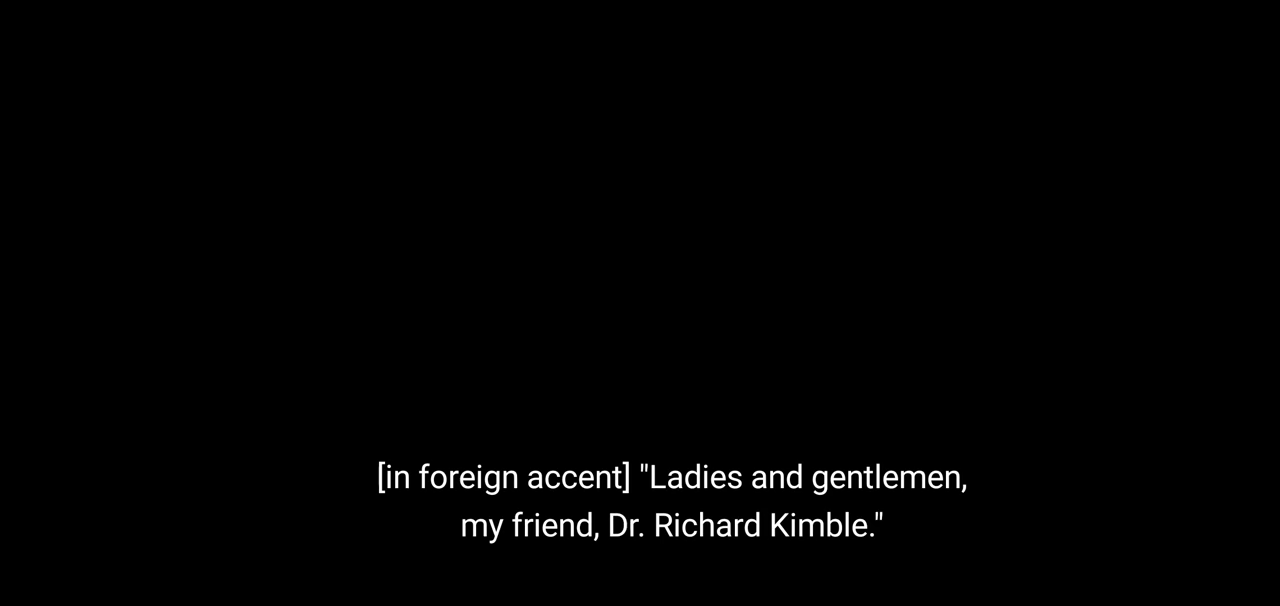 [in foreign accent] "Ladies and gentlemen,
my friend, Dr. Richard Kimble."